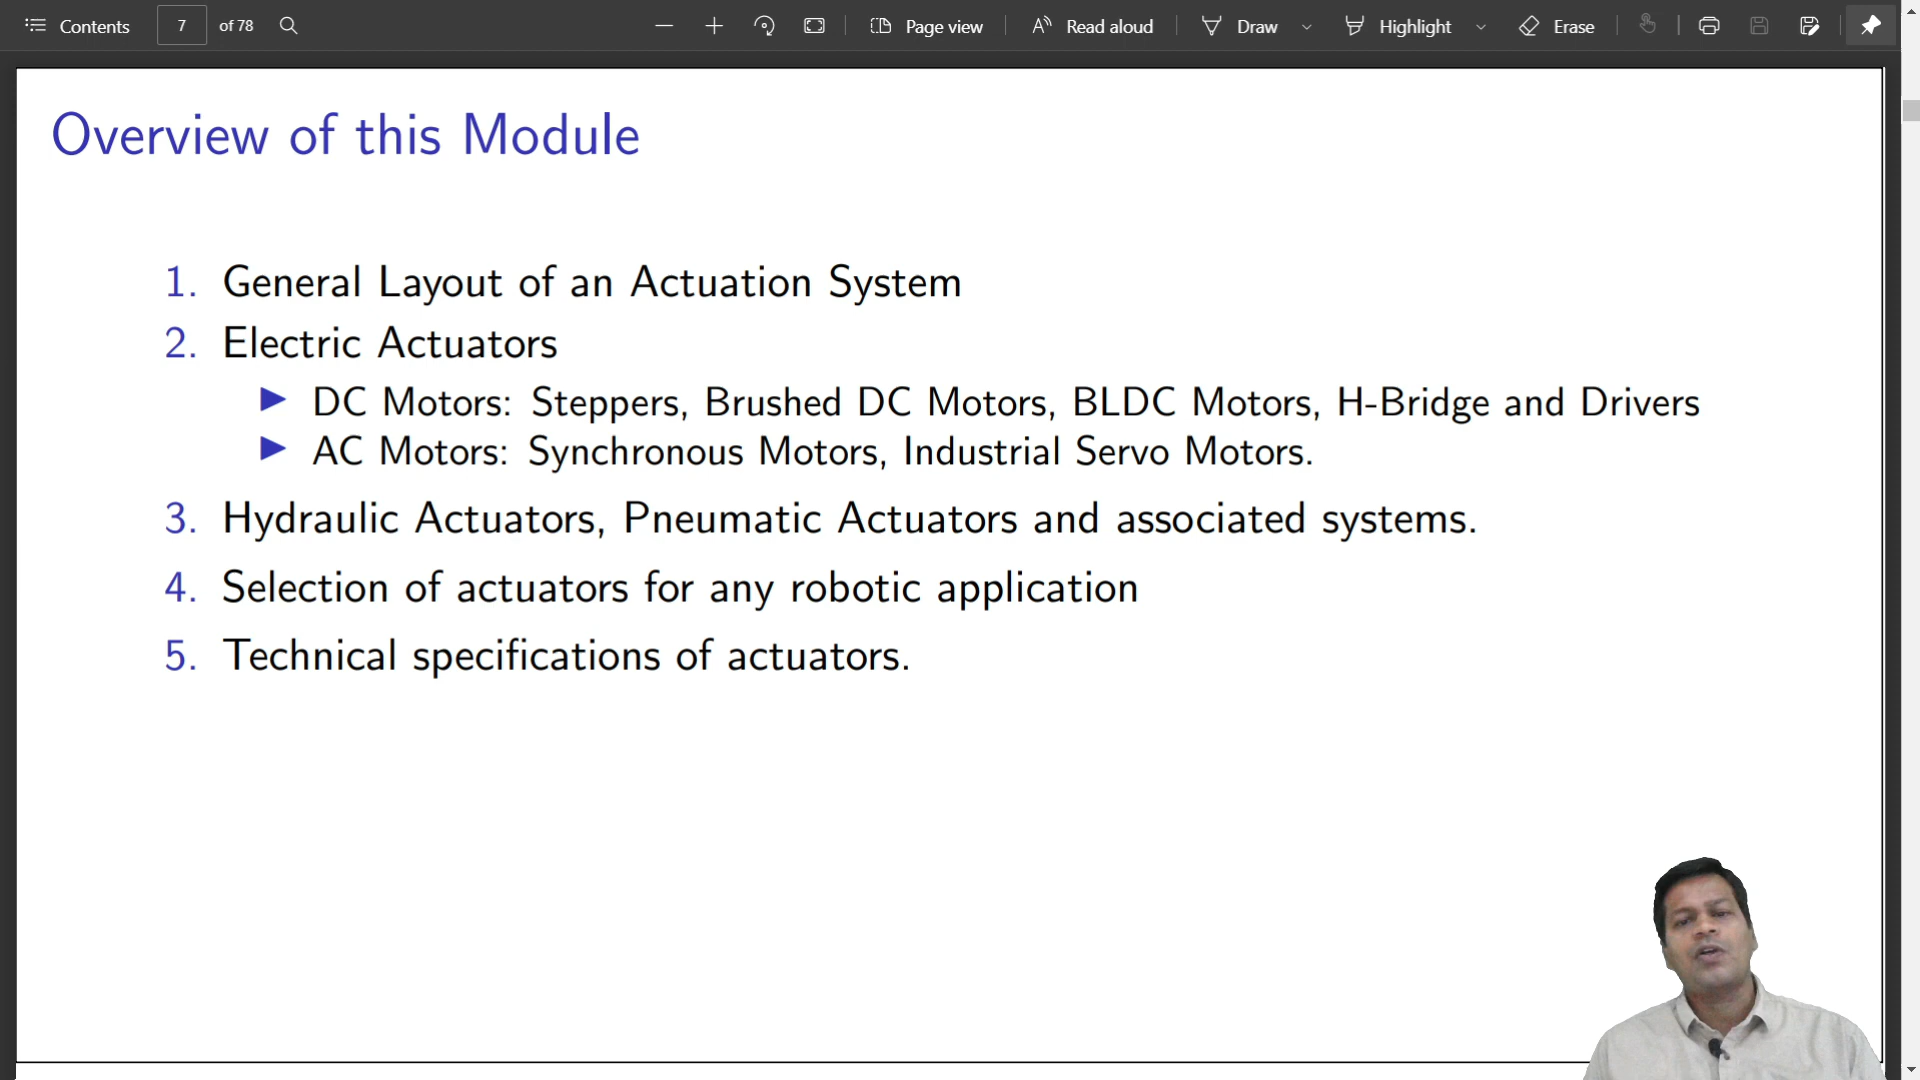 Contents 7 of 78 Page view Read aloud Draw Highlight Erase
Overview of this Module
1. General Layout of an Actuation System
2. Electric Actuators
▶ DC Motors: Steppers, Brushed DC Motors, BLDC Motors, H-Bridge and Drivers
▶ AC Motors: Synchronous Motors, Industrial Servo Motors.
3. Hydraulic Actuators, Pneumatic Actuators and associated systems.
4. Selection of actuators for any robotic application
5. Technical specifications of actuators.